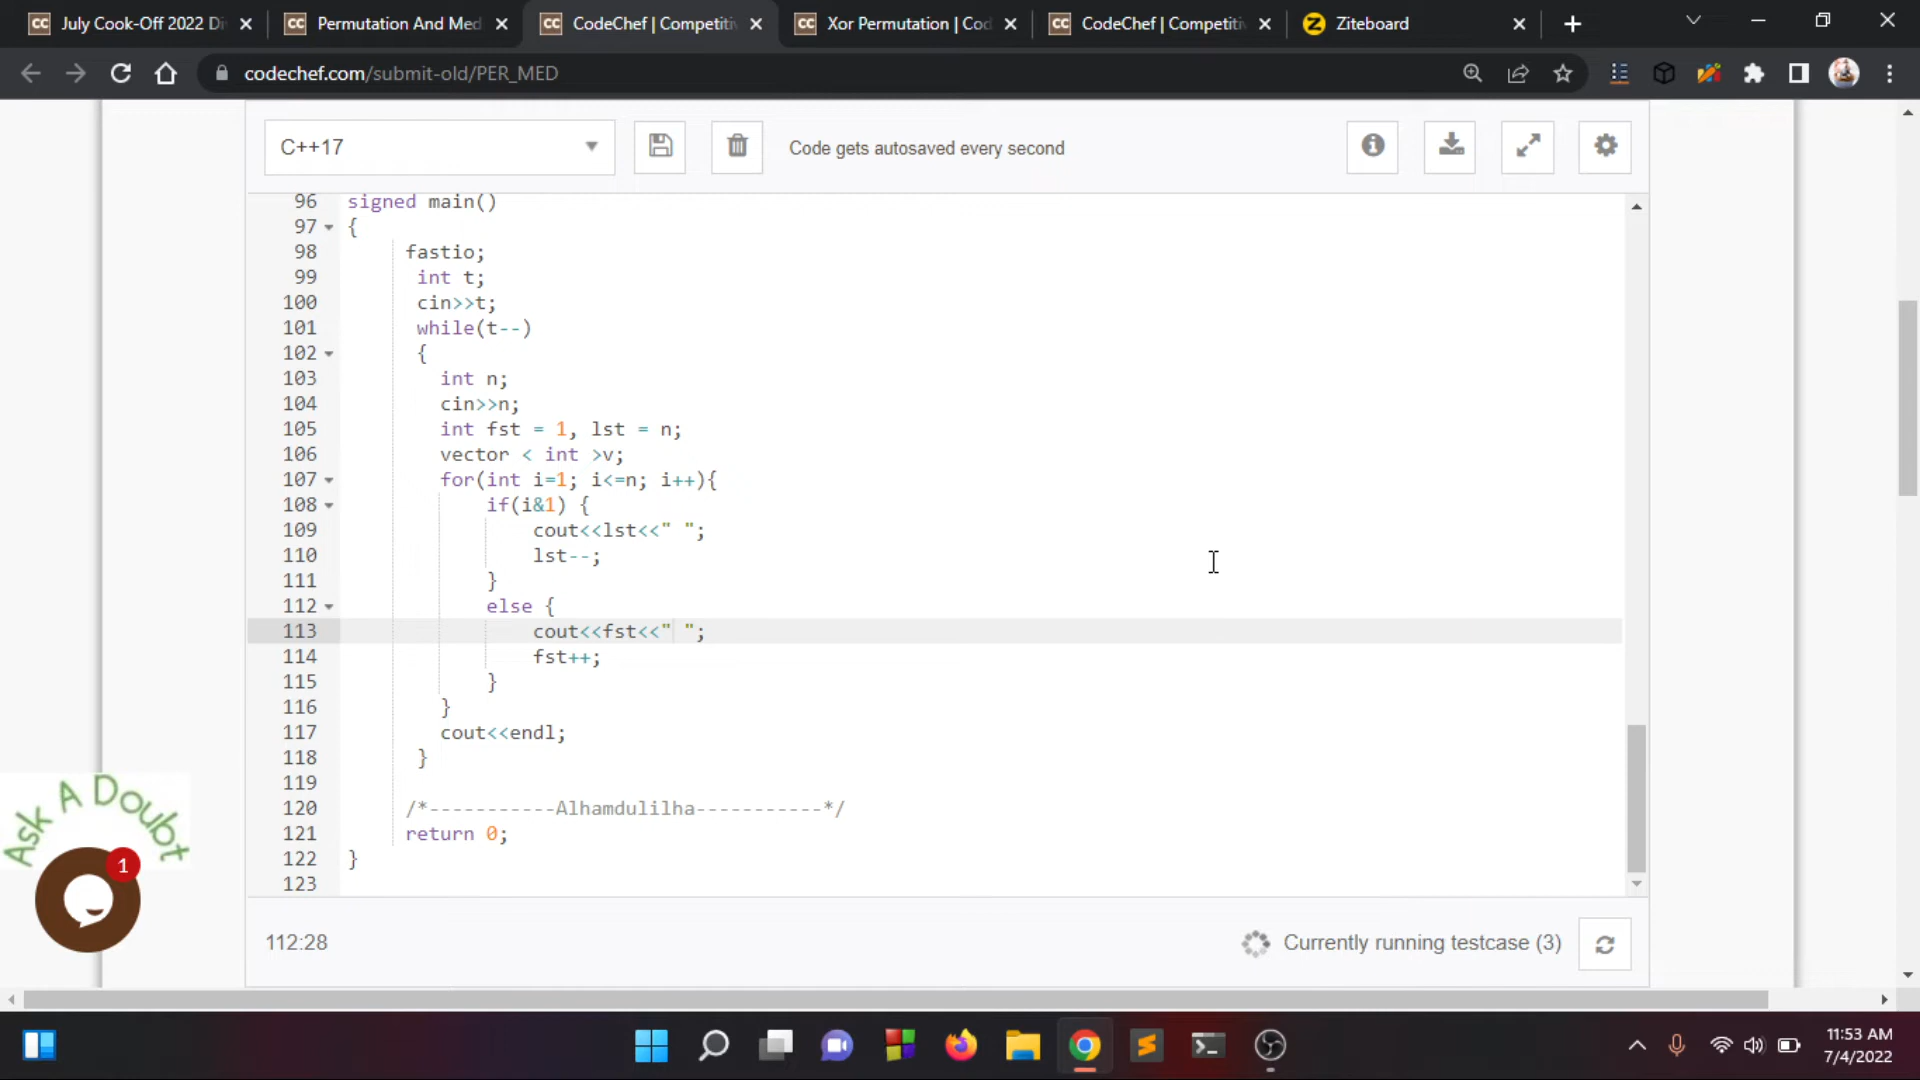 July Cook-Off 2022 Di
Permutation And Med
CodeChef | Competitiv
Xor Permutation | Cod
CodeChef | Competitiv
Ziteboard
codechef.com/submit-old/PER_MED
C++17
Code gets autosaved every second
96 signed main()
97 {
98 fastio;
99 int t;
100 cin>>t;
101 while(t--)
102 {
103 int n;
104 cin>>n;
105 int fst = 1, lst = n;
106 vector < int >v;
107 for(int i=1; i<=n; i++){
108 if(i&1) {
109 cout<<lst<<" ";
110 lst--;
111 }
112 else {
113 cout<<fst<<" ";
114 fst++;
115 }
116 }
117 cout<<endl;
118 }
119
120 /*-----------Alhamdulilha-----------*/
121 return 0;
122 }
123
Ask A Doubt
1
112:28
Currently running testcase (3)
11:53 AM
7/4/2022